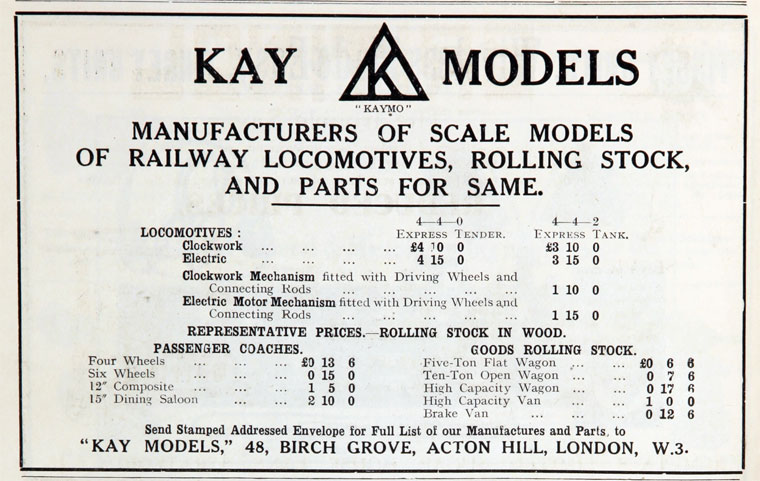 KAY K MODELS
"KAYMO"
MANUFACTURERS OF SCALE MODELS
OF RAILWAY LOCOMOTIVES, ROLLING STOCK,
AND PARTS FOR SAME.
4—4—0 4—4—2
LOCOMOTIVES : EXPRESS TENDER. EXPRESS TANK.
Clockwork ... ... ... ... £4 10 0 £3 10 0
Electric ... ... ... ... 4 15 0 3 15 0
Clockwork Mechanism fitted with Driving Wheels and
Connecting Rods ... ... ... ... ... 1 10 0
Electric Motor Mechanism fitted with Driving Wheels and
Connecting Rods ... ... ... ... ... 1 15 0
REPRESENTATIVE PRICES.—ROLLING STOCK IN WOOD.
PASSENGER COACHES.
Four Wheels ... ... ... £0 13 6
Six Wheels ... ... ... 0 15 0
12" Composite ... ... ... 1 5 0
15" Dining Saloon ... ... 2 10 0
GOODS ROLLING STOCK.
Five-Ton Flat Wagon ... ... £0 6 6
Ten-Ton Open Wagon ... ... 0 7 6
High Capacity Wagon ... ... 0 17 6
High Capacity Van ... ... 1 0 0
Brake Van ... ... ... 0 12 6
Send Stamped Addressed Envelope for Full List of our Manufactures and Parts, to
"KAY MODELS," 48, BIRCH GROVE, ACTON HILL, LONDON, W.3.